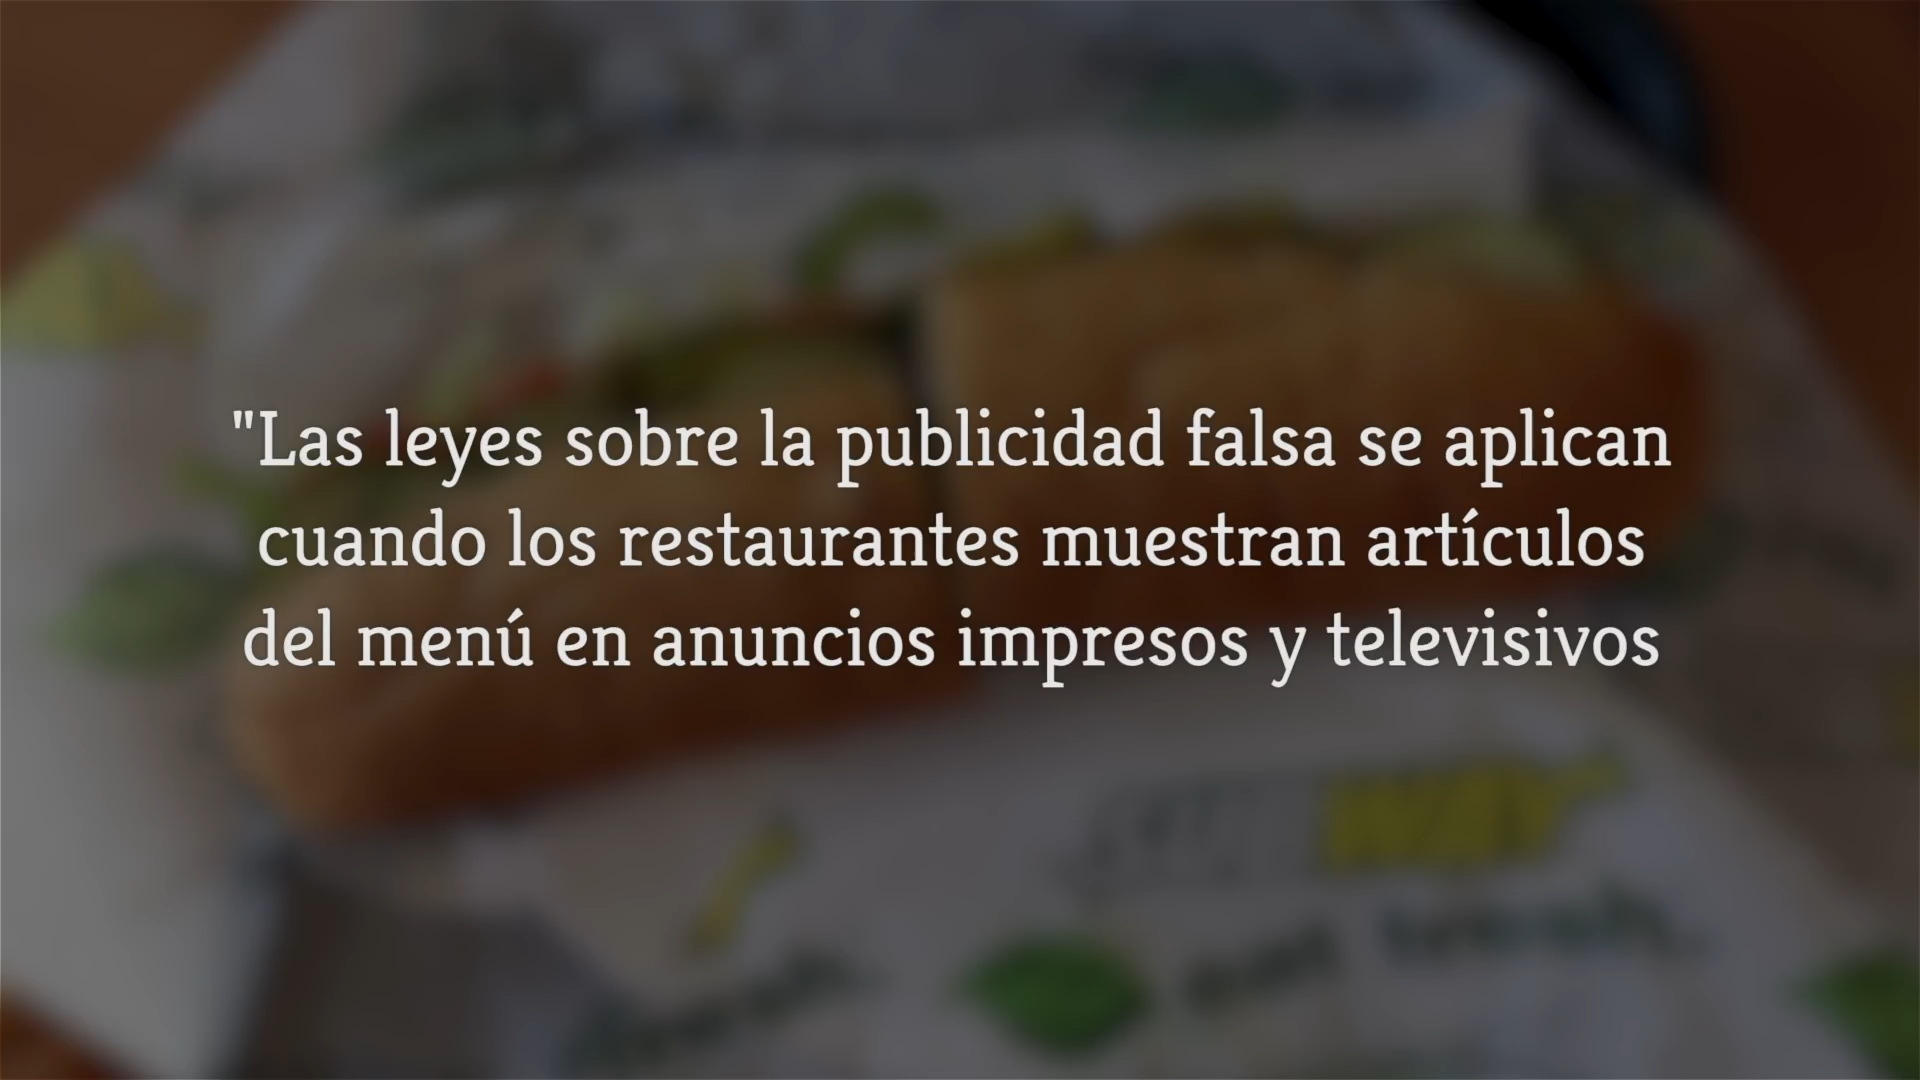 "Las leyes sobre la publicidad falsa se aplican
cuando los restaurantes muestran artículos
del menú en anuncios impresos y televisivos